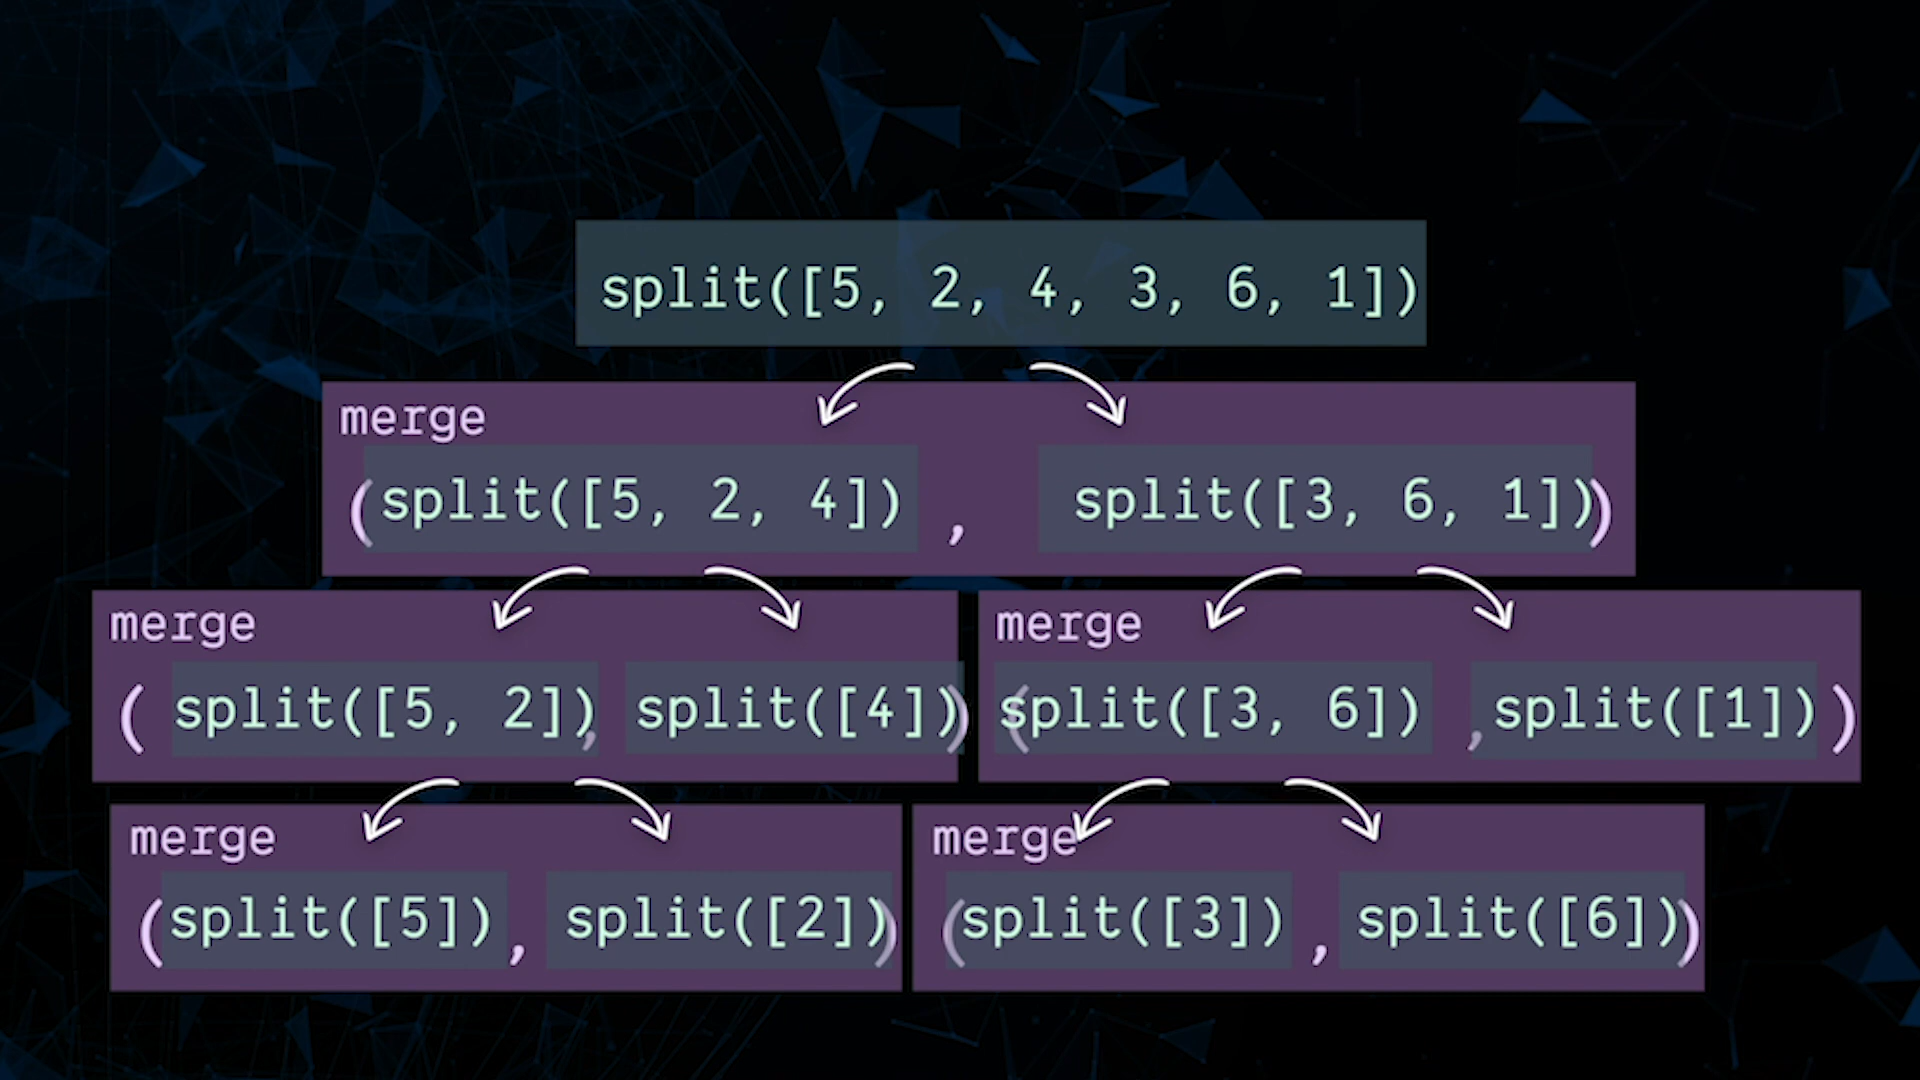 split([5, 2, 4, 3, 6, 1])
merge
(split([5, 2, 4]) , split([3, 6, 1]))
merge
( split([5, 2]), split([4]))
merge
(split([3, 6]) ,split([1]))
merge
(split([5]), split([2]))
merge
(split([3]), split([6]))